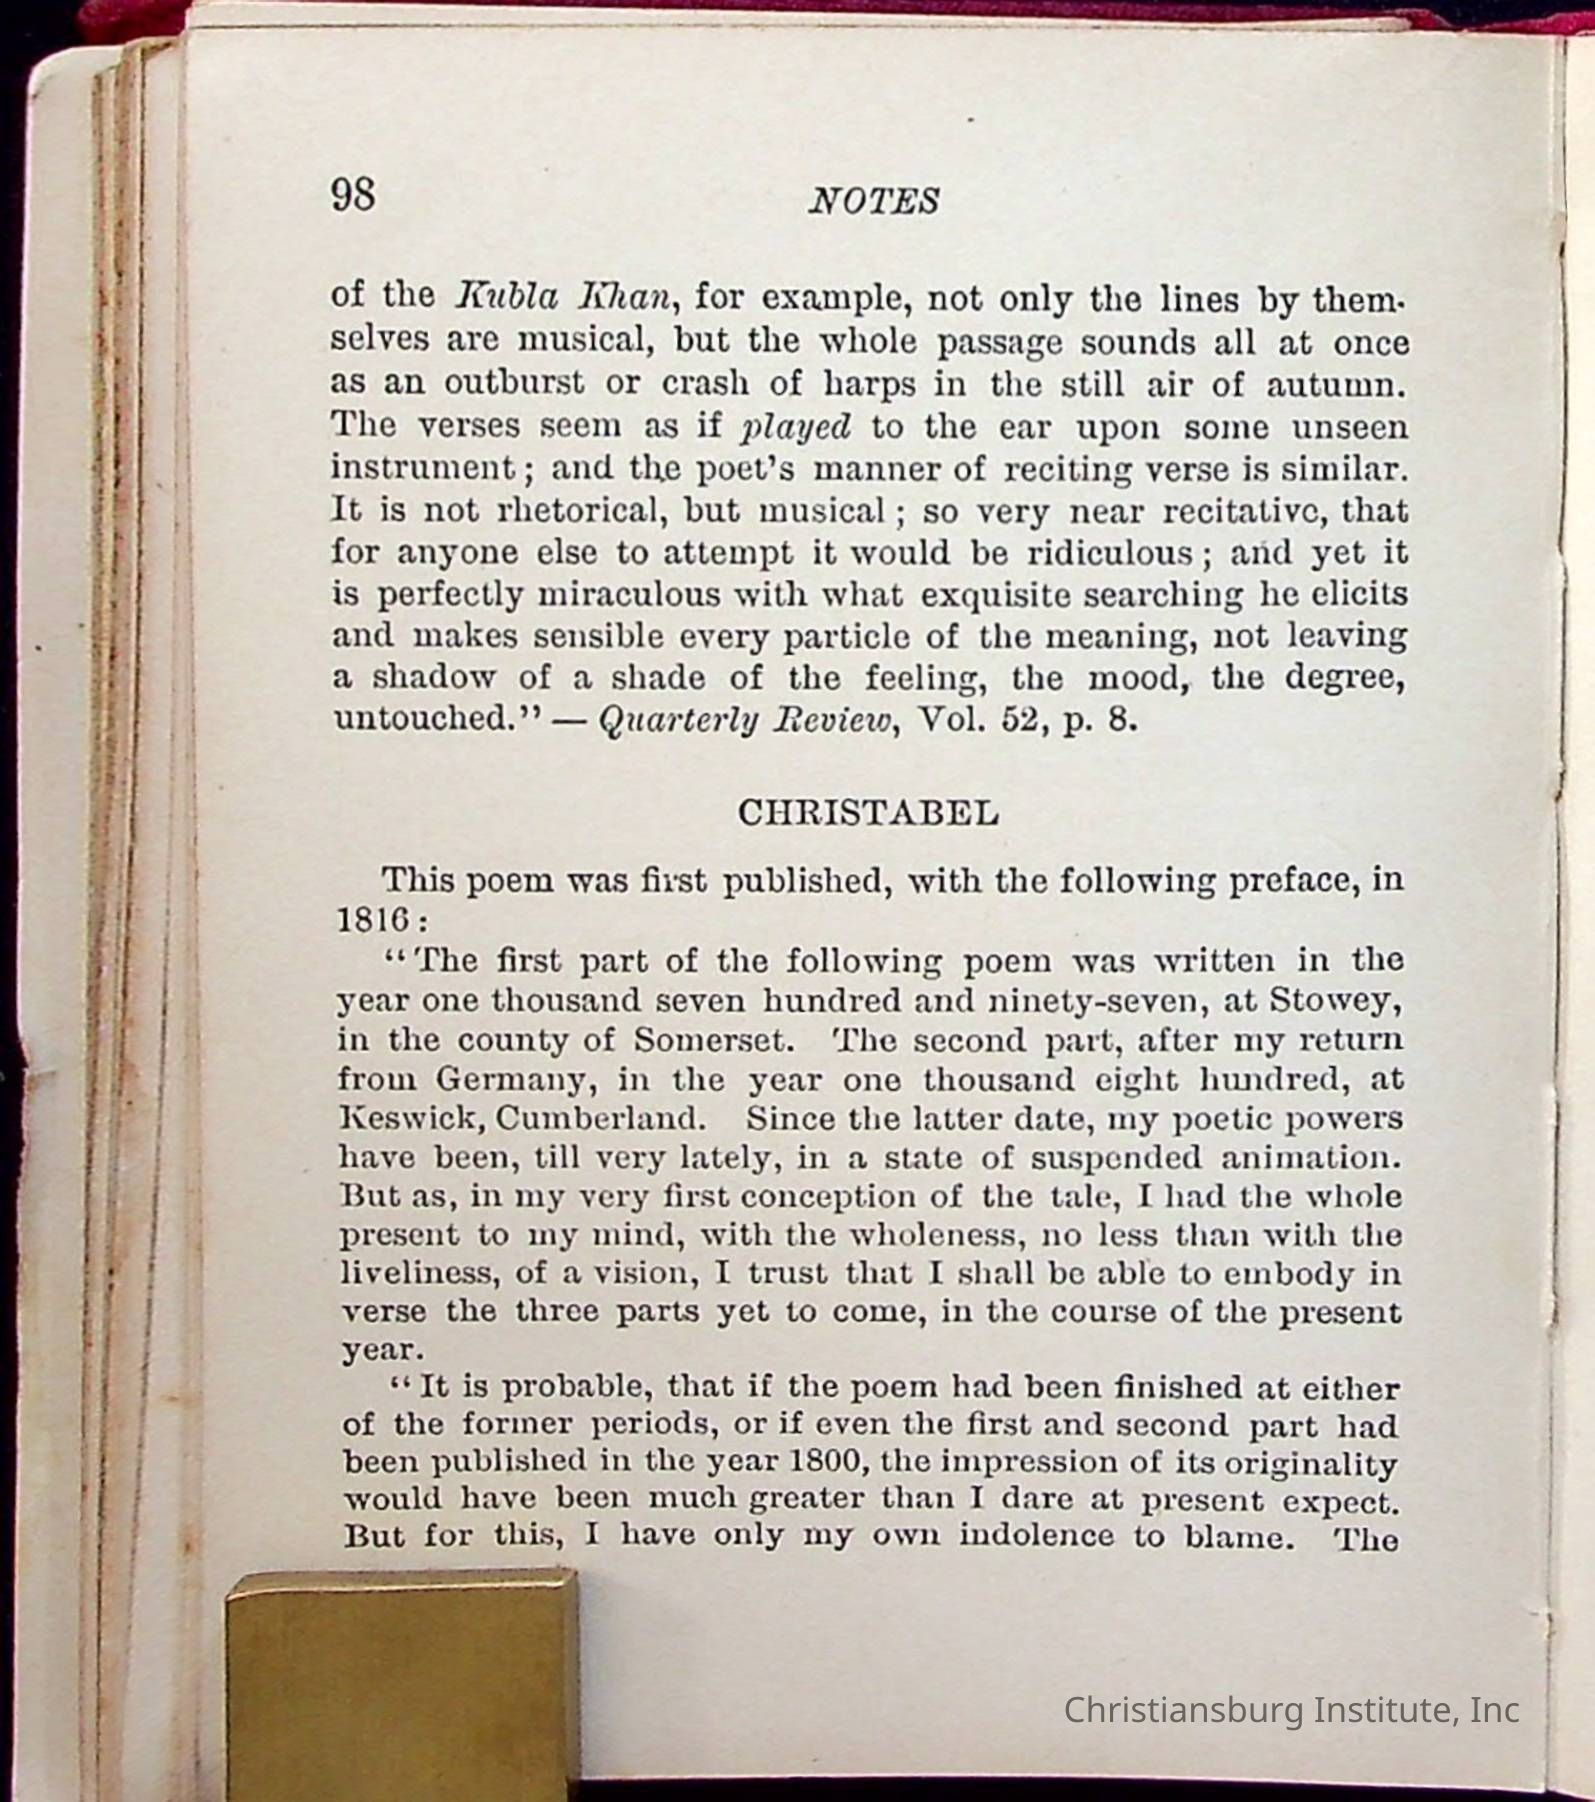 98
NOTES
of the Kubla Khan, for example, not only the lines by them-
selves are musical, but the whole passage sounds all at once
as an outburst or crash of harps in the still air of autumn.
The verses seem as if played to the ear upon some unseen
instrument; and the poet's manner of reciting verse is similar.
It is not rhetorical, but musical; so very near recitative, that
for anyone else to attempt it would be ridiculous; and yet it
is perfectly miraculous with what exquisite searching he elicits
and makes sensible every particle of the meaning, not leaving
a shadow of a shade of the feeling, the mood, the degree,
untouched." — Quarterly Review, Vol. 52, p. 8.
CHRISTABEL
This poem was first published, with the following preface, in
1816:
"The first part of the following poem was written in the
year one thousand seven hundred and ninety-seven, at Stowey,
in the county of Somerset. The second part, after my return
from Germany, in the year one thousand eight hundred, at
Keswick, Cumberland. Since the latter date, my poetic powers
have been, till very lately, in a state of suspended animation.
But as, in my very first conception of the tale, I had the whole
present to my mind, with the wholeness, no less than with the
liveliness, of a vision, I trust that I shall be able to embody in
verse the three parts yet to come, in the course of the present
year.
"It is probable, that if the poem had been finished at either
of the former periods, or if even the first and second part had
been published in the year 1800, the impression of its originality
would have been much greater than I dare at present expect.
But for this, I have only my own indolence to blame. The
Christiansburg Institute, Inc